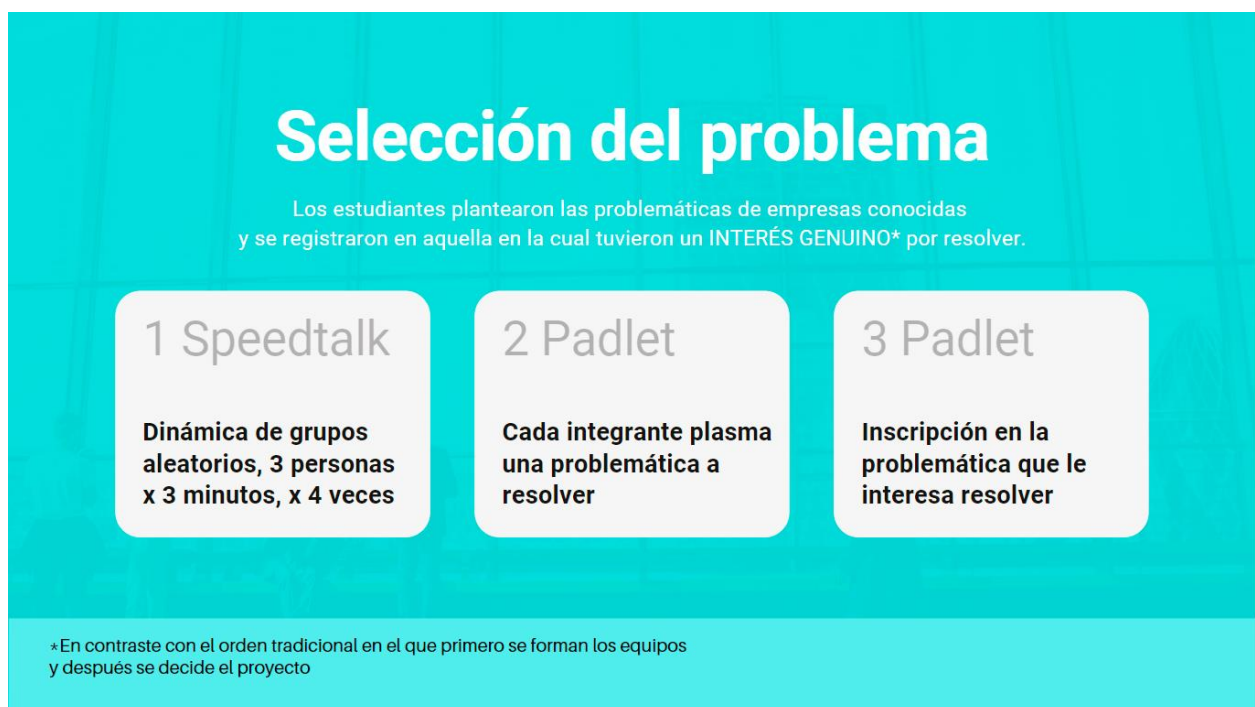 Selección del problema
Los estudiantes plantearon las problemáticas de empresas conocidas
y se registraron en aquella en la cual tuvieron un INTERÉS GENUINO* por resolver.
1 Speedtalk
Dinámica de grupos
aleatorios, 3 personas
x 3 minutos, x 4 veces
2 Padlet
Cada integrante plasma
una problemática a
resolver
3 Padlet
Inscripción en la
problemática que le
interesa resolver
*En contraste con el orden tradicional en el que primero se forman los equipos
y después se decide el proyecto